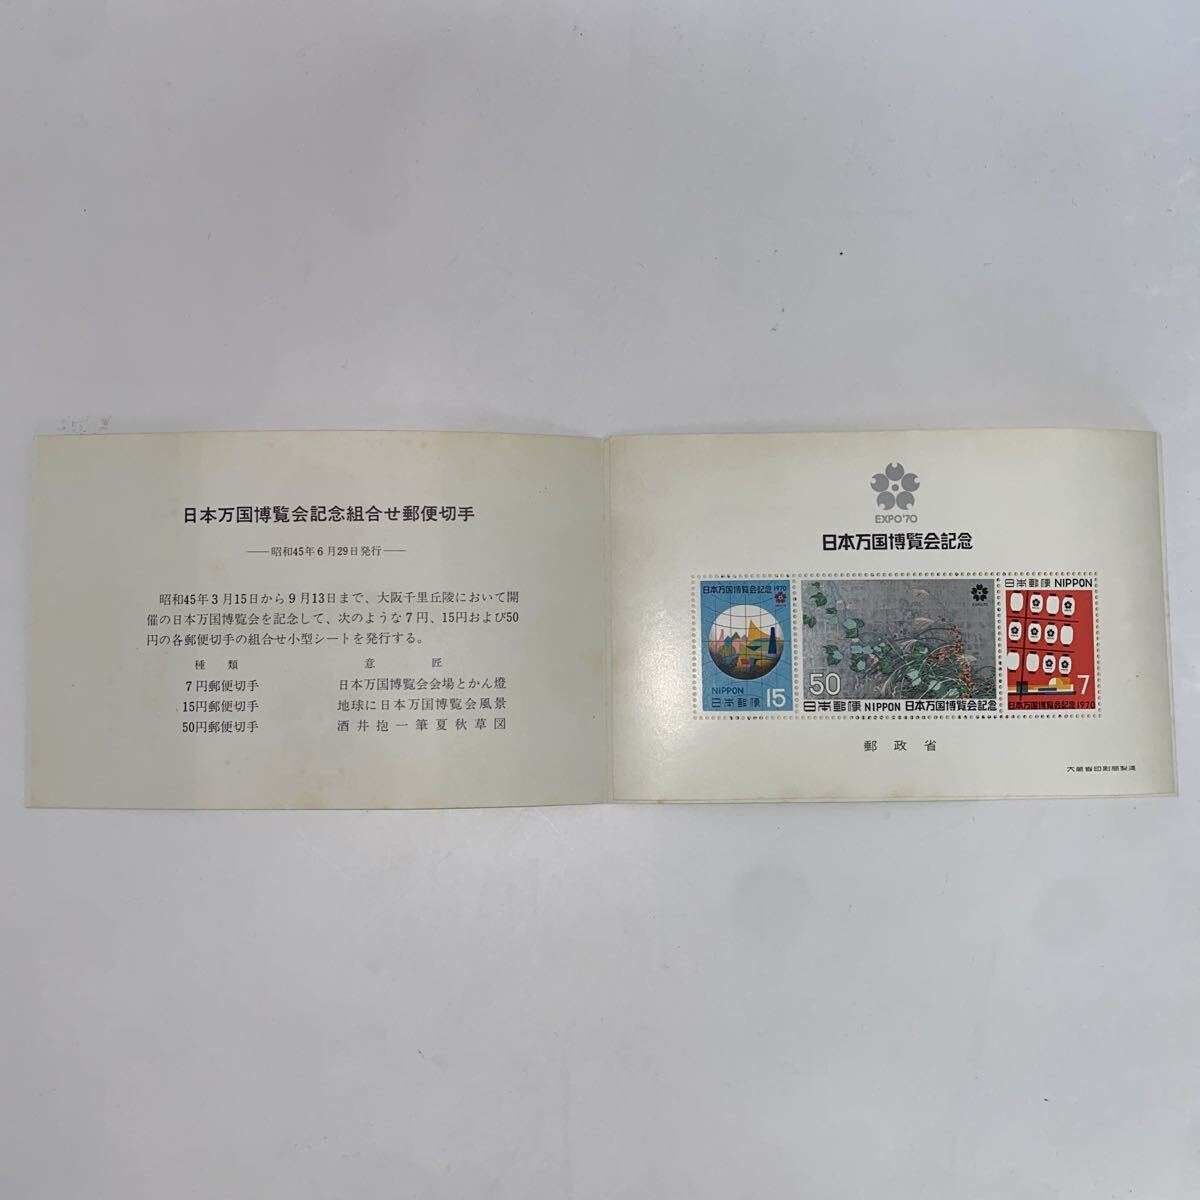 日本万国博覧会記念組合せ郵便切手
――昭和45年6月29日発行――
昭和45年3月15日から9月13日まで、大阪千里丘陵において開
催の日本万国博覧会を記念して、次のような7円、15円および50
円の各郵便切手の組合せ小型シートを発行する。
種類 意匠
7円郵便切手 日本万国博覧会会場とかん燈
15円郵便切手 地球に日本万国博覧会風景
50円郵便切手 酒井抱一筆夏秋草図
EXPO'70
日本万国博覧会記念
日本万国博覧会記念 1970
NIPPON
日本郵便 15
50
日本郵便 NIPPON 日本万国博覧会記念
日本郵便 NIPPON
7
日本万国博覧会記念1970
郵政省
大蔵省印刷局製造